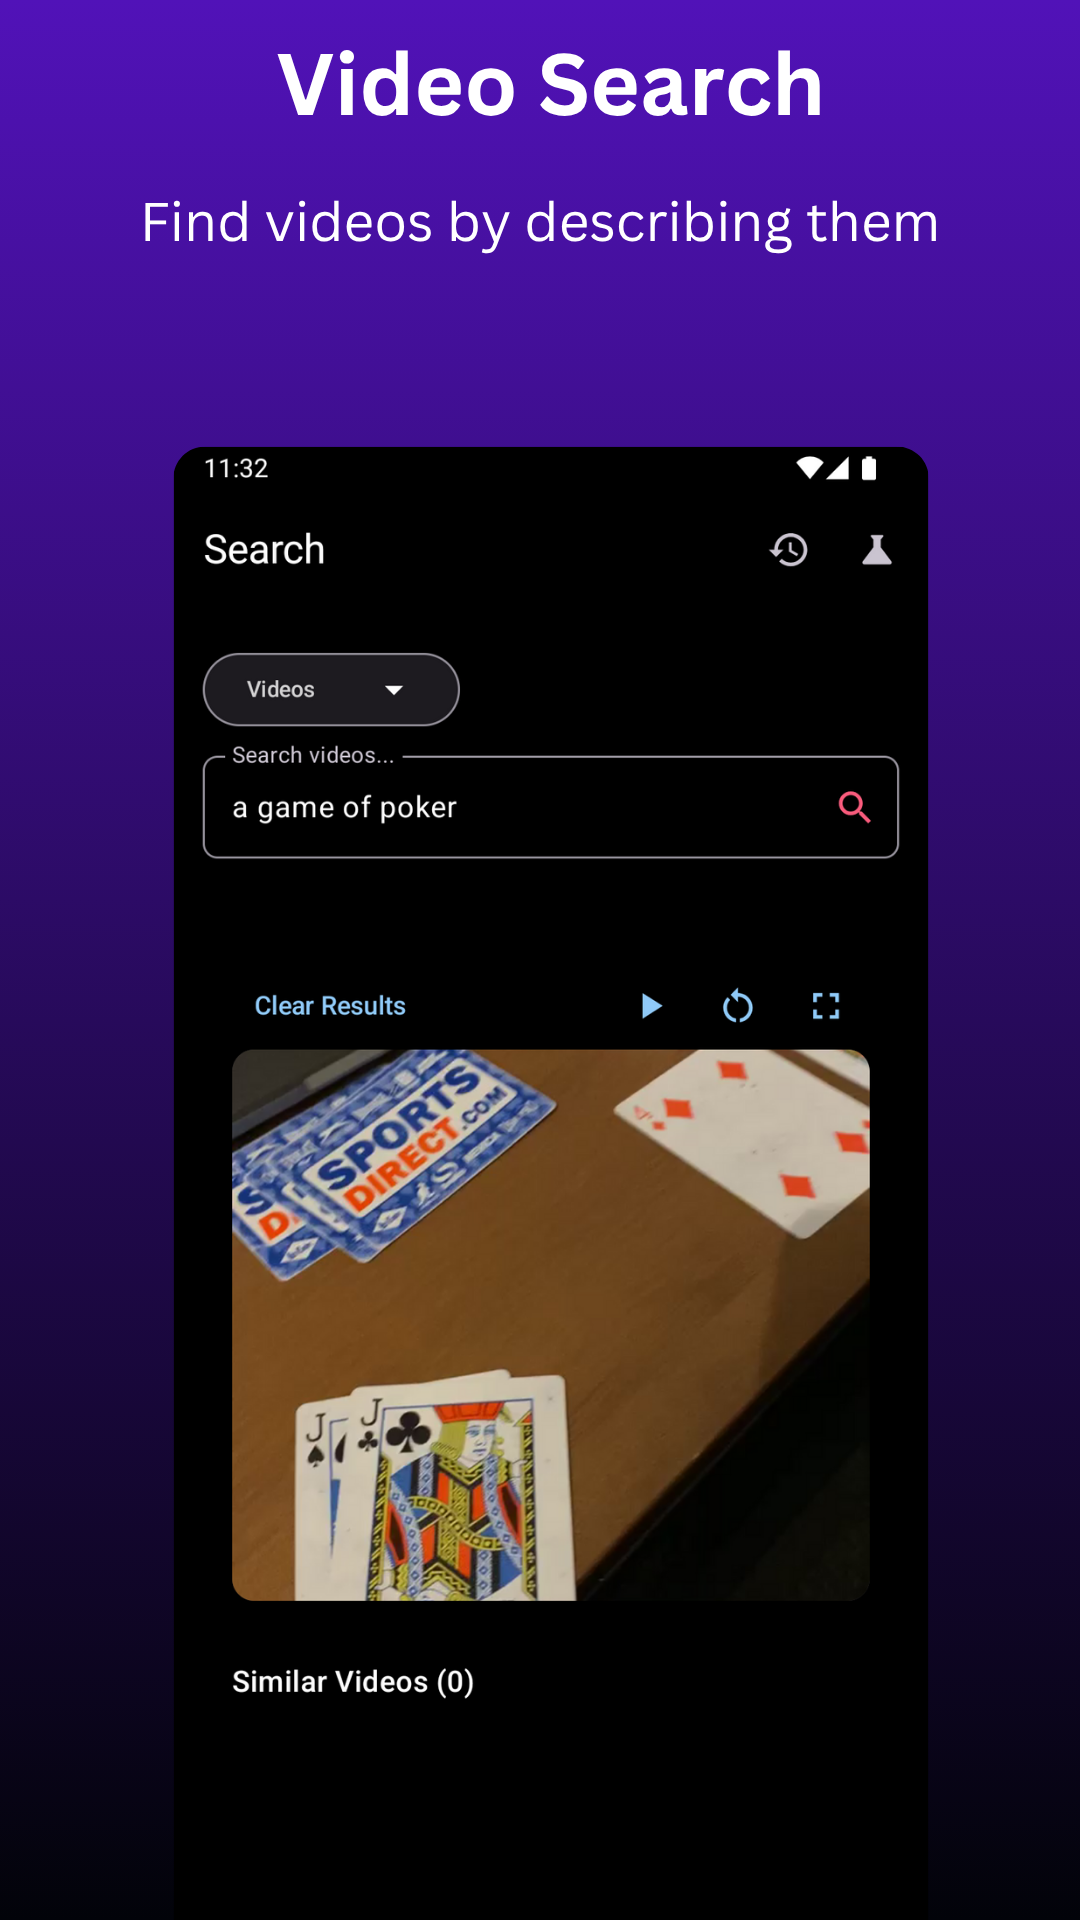 Video Search
Find videos by describing them
11:32
Search
Videos
Search videos...
a game of poker
Clear Results
SPORTS
DIRECT.COM
S
D
4
J
J
Similar Videos (0)